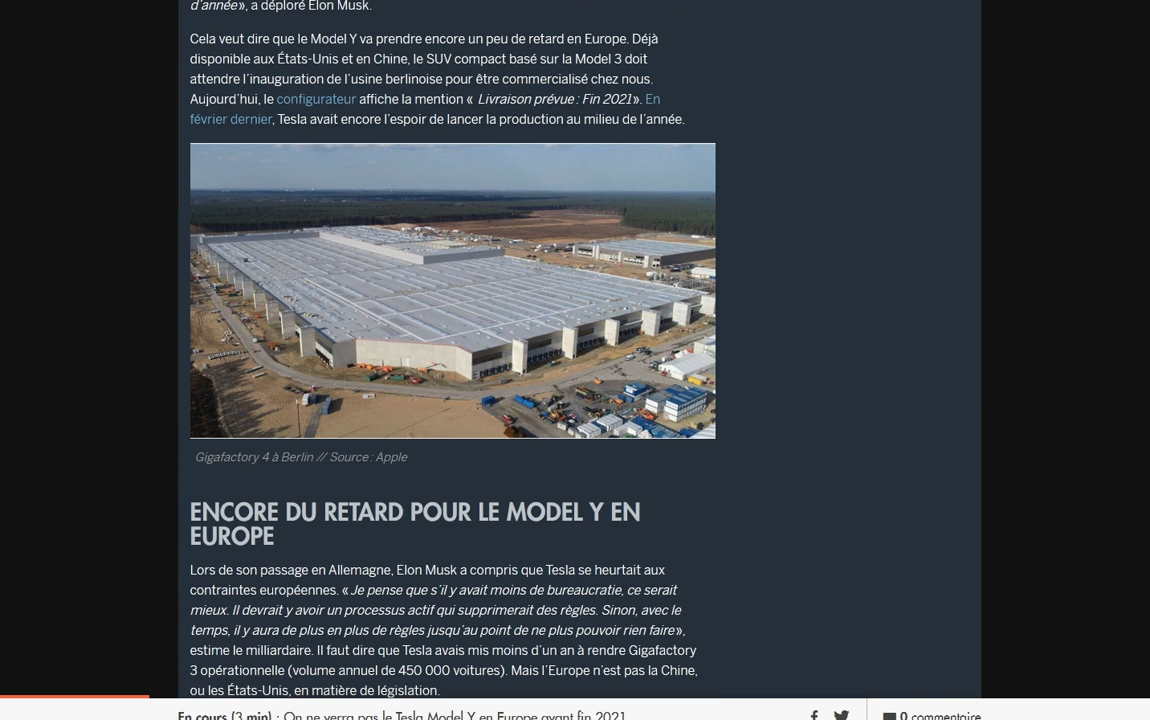 d'année », a déploré Elon Musk.
Cela veut dire que le Model Y va prendre encore un peu de retard en Europe. Déjà
disponible aux États-Unis et en Chine, le SUV compact basé sur la Model 3 doit
attendre l'inauguration de l'usine berlinoise pour être commercialisé chez nous.
Aujourd'hui, le configurateur affiche la mention « Livraison prévue : Fin 2021 ». En
février dernier, Tesla avait encore l'espoir de lancer la production au milieu de l'année.
Gigafactory 4 à Berlin // Source : Apple
ENCORE DU RETARD POUR LE MODEL Y EN
EUROPE
Lors de son passage en Allemagne, Elon Musk a compris que Tesla se heurtait aux
contraintes européennes. « Je pense que s'il y avait moins de bureaucratie, ce serait
mieux. Il devrait y avoir un processus actif qui supprimerait des règles. Sinon, avec le
temps, il y aura de plus en plus de règles jusqu'au point de ne plus pouvoir rien faire »,
estime le milliardaire. Il faut dire que Tesla avais mis moins d'un an à rendre Gigafactory
3 opérationnelle (volume annuel de 450 000 voitures). Mais l'Europe n'est pas la Chine,
ou les États-Unis, en matière de législation.
En cours (3 min) : On ne verra pas le Tesla Model Y en Europe avant fin 2021
0 commentaire